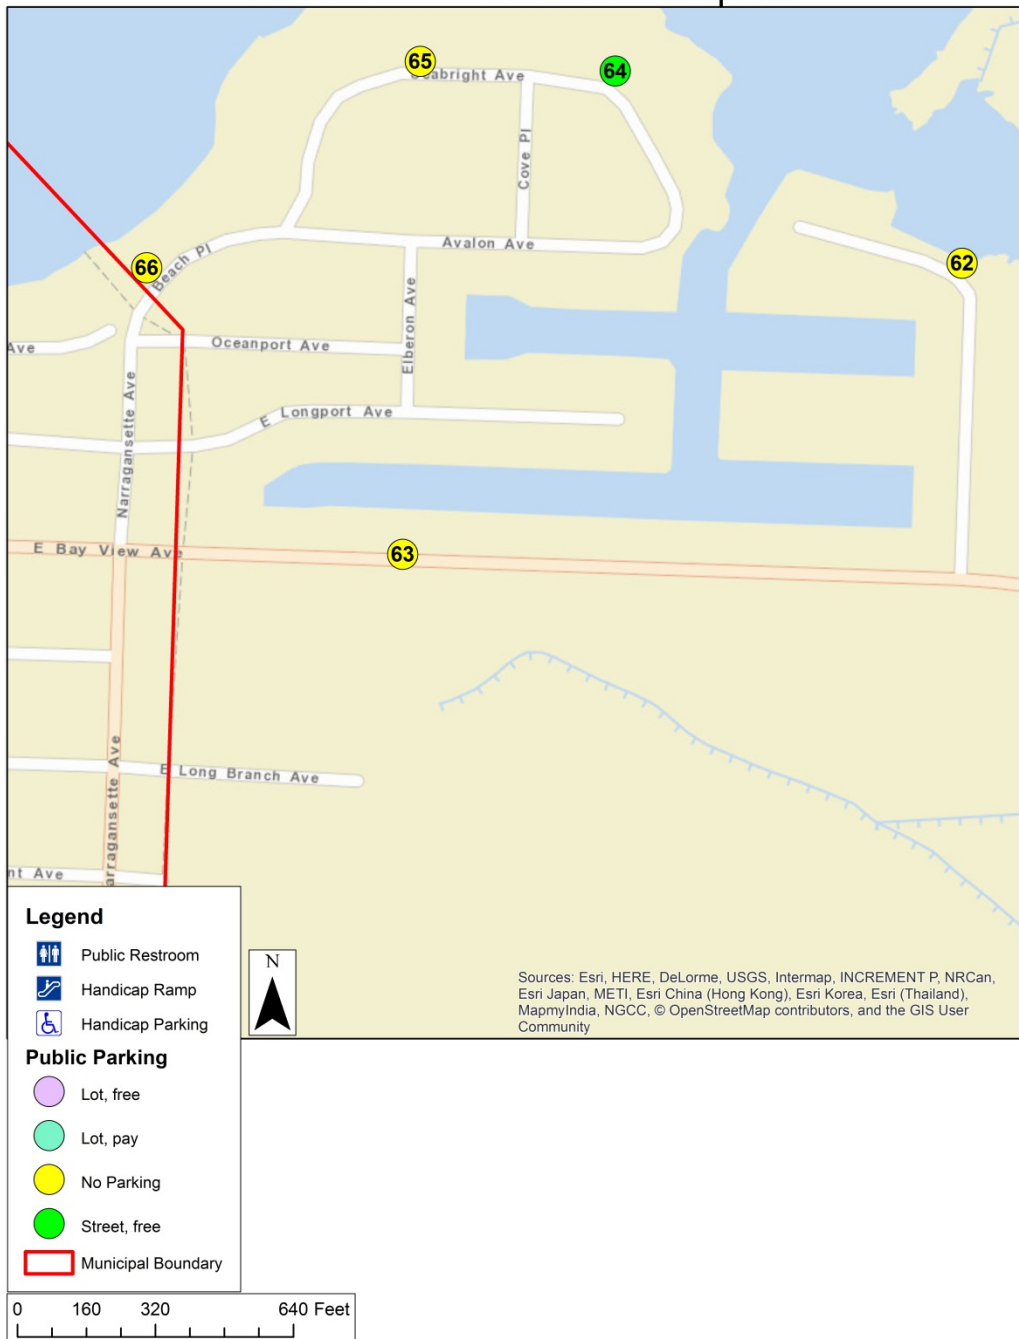 65
64
Seabright Ave
Cove Pl
62
Avalon Ave
66
Beach Pl
Elberon Ave
Oceanport Ave
Ave
Narragansette Ave
E Longport Ave
E Bay View Ave
63
E Long Branch Ave
arragansette Ave
nt Ave
Legend
Public Restroom
Handicap Ramp
Handicap Parking
Public Parking
Lot, free
Lot, pay
No Parking
Street, free
Municipal Boundary
N
Sources: Esri, HERE, DeLorme, USGS, Intermap, INCREMENT P, NRCan,
Esri Japan, METI, Esri China (Hong Kong), Esri Korea, Esri (Thailand),
MapmyIndia, NGCC, © OpenStreetMap contributors, and the GIS User
Community
0 160 320 640 Feet